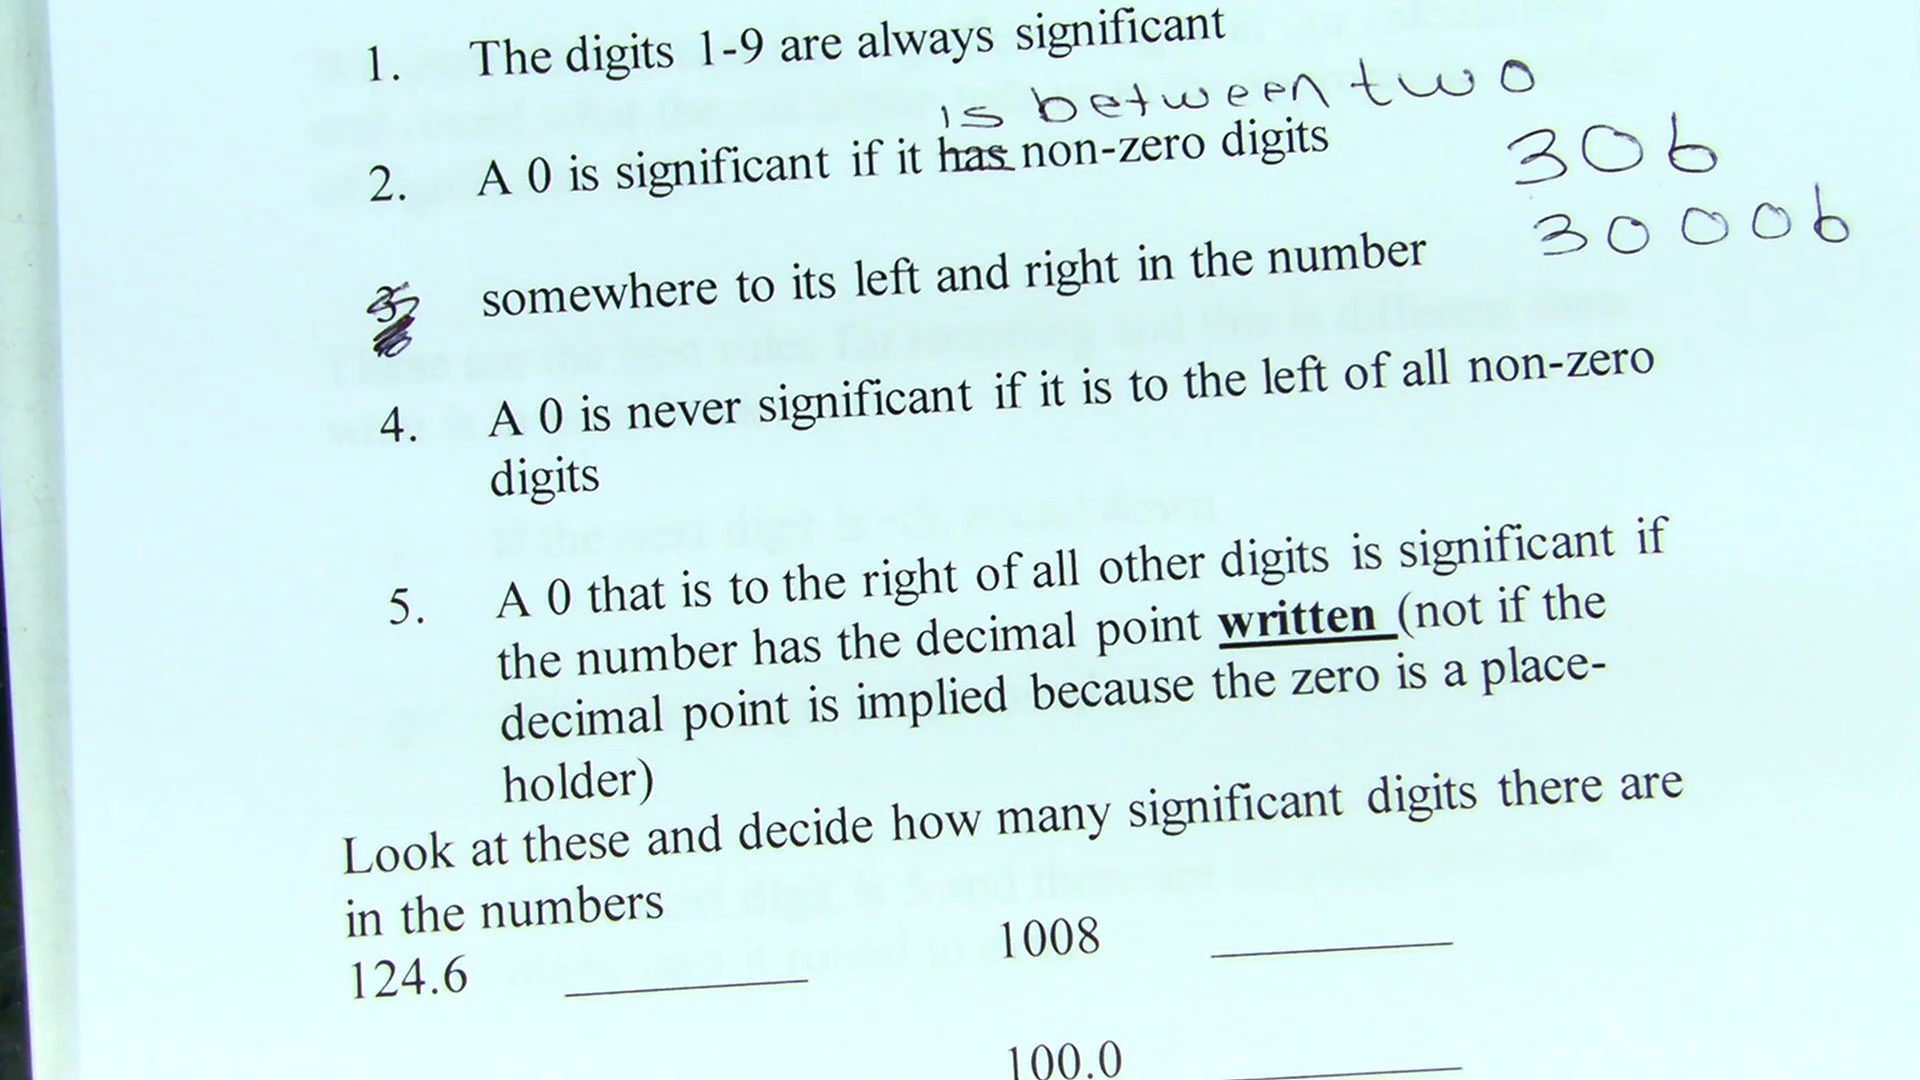 1. The digits 1-9 are always significant
is between two
2. A 0 is significant if it has non-zero digits
306
30006
somewhere to its left and right in the number
4. A 0 is never significant if it is to the left of all non-zero
digits
5. A 0 that is to the right of all other digits is significant if
the number has the decimal point written (not if the
decimal point is implied because the zero is a place-
holder)
Look at these and decide how many significant digits there are
in the numbers
124.6 1008
100.0